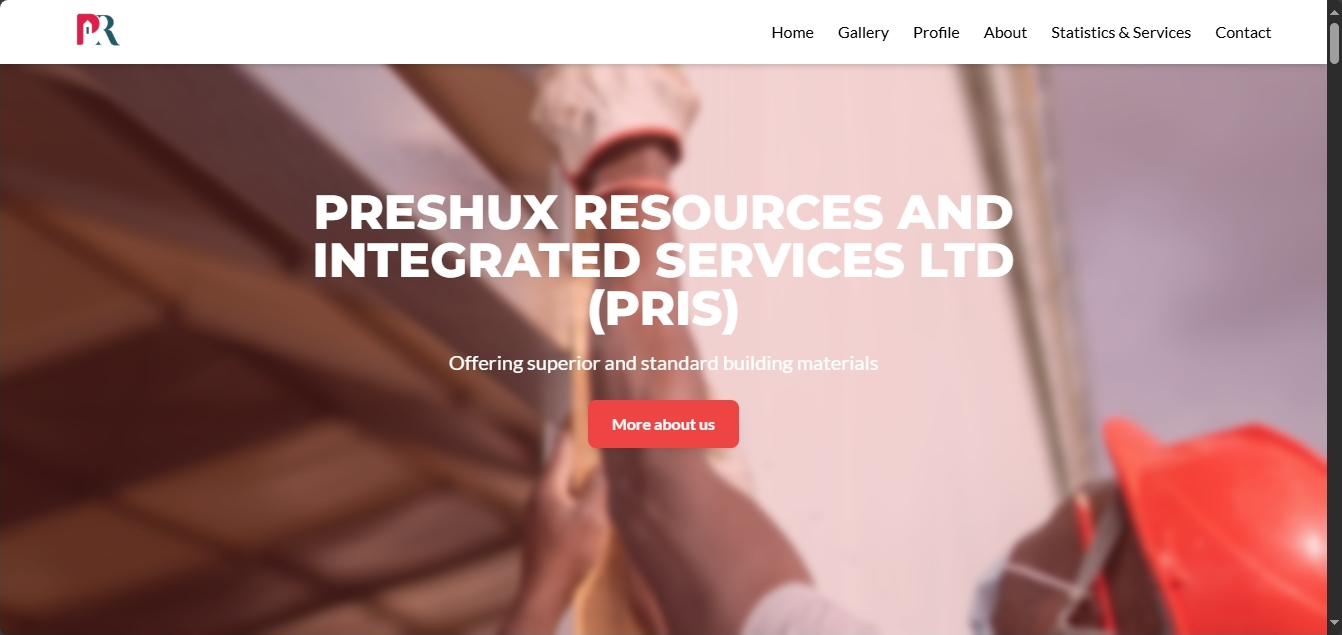 PR
Home Gallery Profile About Statistics & Services Contact
PRESHUX RESOURCES AND
INTEGRATED SERVICES LTD
(PRIS)
Offering superior and standard building materials
More about us